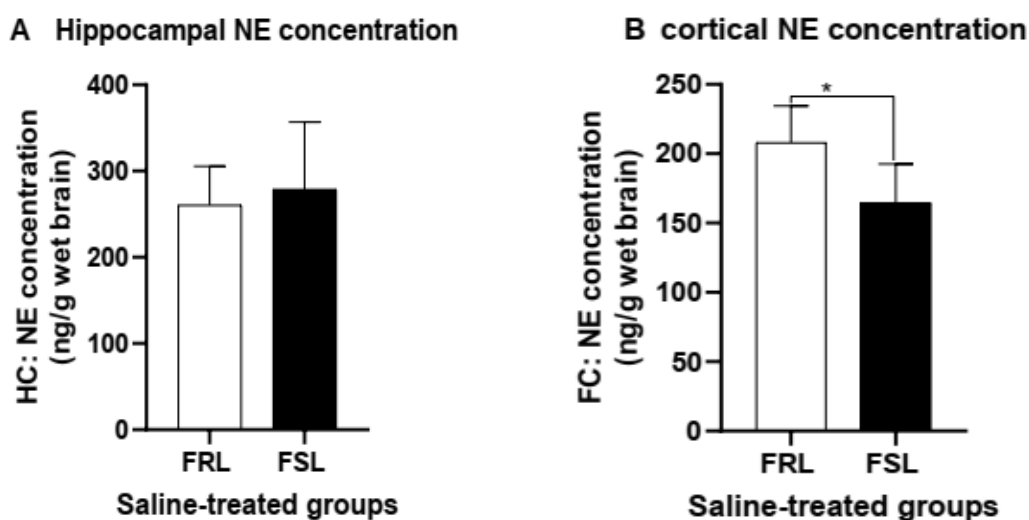 A Hippocampal NE concentration
HC: NE concentration
(ng/g wet brain)
400
300
200
100
0
FRL FSL
Saline-treated groups
B cortical NE concentration
FC: NE concentration
(ng/g wet brain)
250
200
150
100
50
0
*
FRL FSL
Saline-treated groups